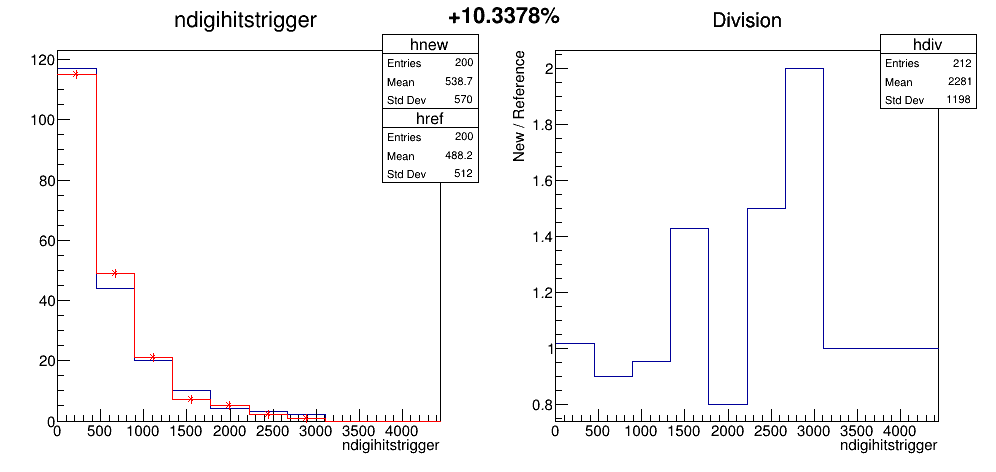 ndigihitstrigger
+10.3378%
Division
hnew
Entries 200
Mean 538.7
Std Dev 570
href
Entries 200
Mean 488.2
Std Dev 512
120
100
80
60
40
20
0
0 500 1000 1500 2000 2500 3000 3500 4000
ndigihitstrigger
hdiv
Entries 212
Mean 2281
Std Dev 1198
New / Reference
2
1.8
1.6
1.4
1.2
1
0.8
0 500 1000 1500 2000 2500 3000 3500 4000
ndigihitstrigger